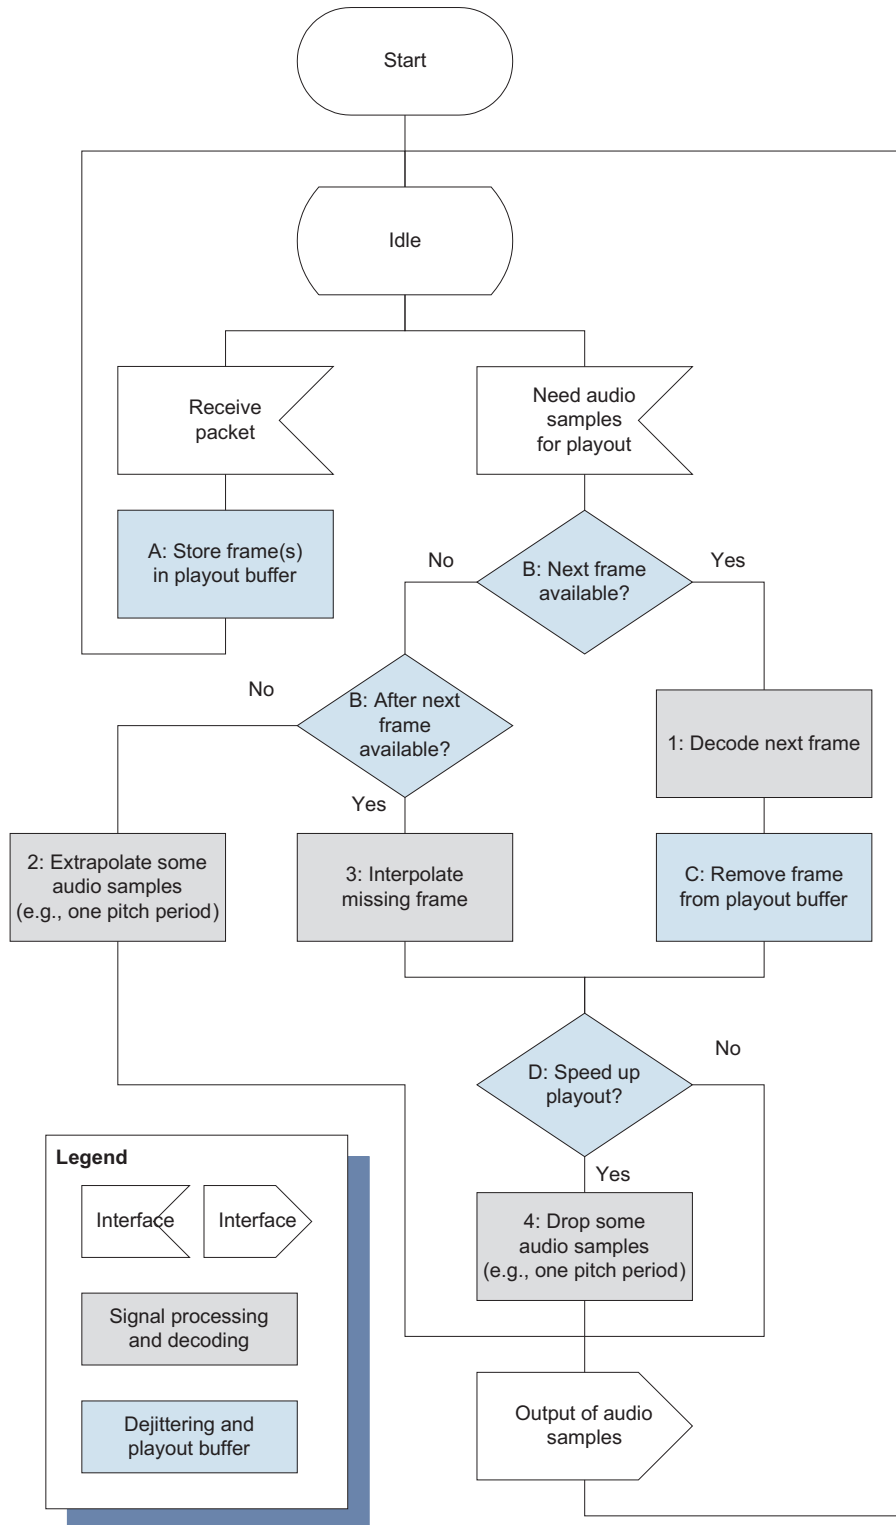 Start
Idle
Receive
packet
Need audio
samples
for playout
A: Store frame(s)
in playout buffer
No
B: Next frame
available?
Yes
No
B: After next
frame
available?
Yes
1: Decode next frame
2: Extrapolate some
audio samples
(e.g., one pitch period)
3: Interpolate
missing frame
C: Remove frame
from playout buffer
D: Speed up
playout?
No
Yes
4: Drop some
audio samples
(e.g., one pitch period)
Output of audio
samples
Legend
Interface
Interface
Signal processing
and decoding
Dejittering and
playout buffer